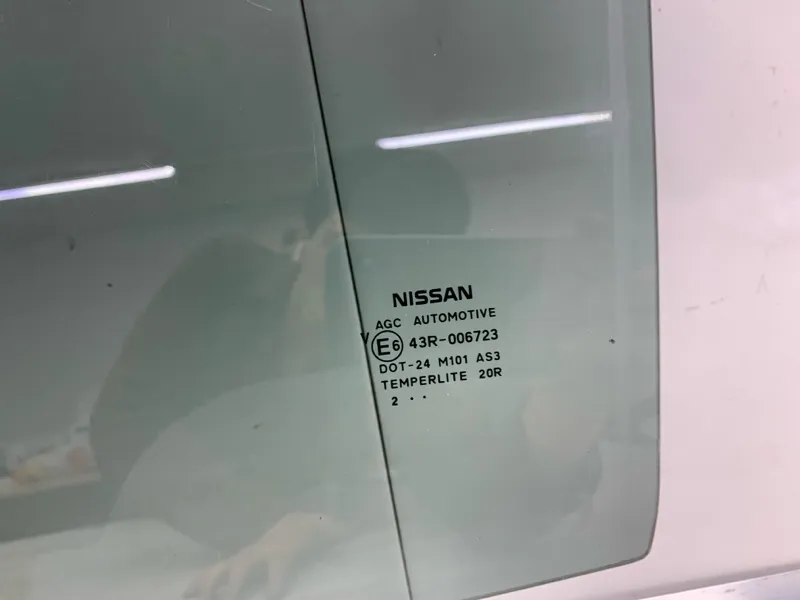 NISSAN
AGC AUTOMOTIVE
V
E6 43R-006723
DOT-24 M101 AS3
TEMPERLITE 20R
2 . .